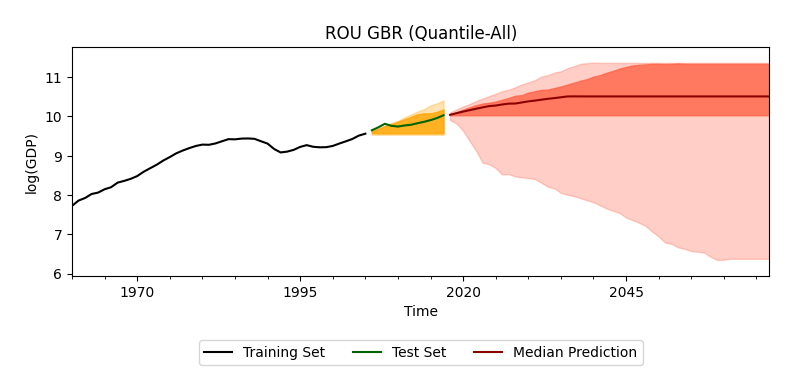 ROU GBR (Quantile-All)
log(GDP)
11
10
9
8
7
6
1970
1995
2020
2045
Time
Training Set
Test Set
Median Prediction